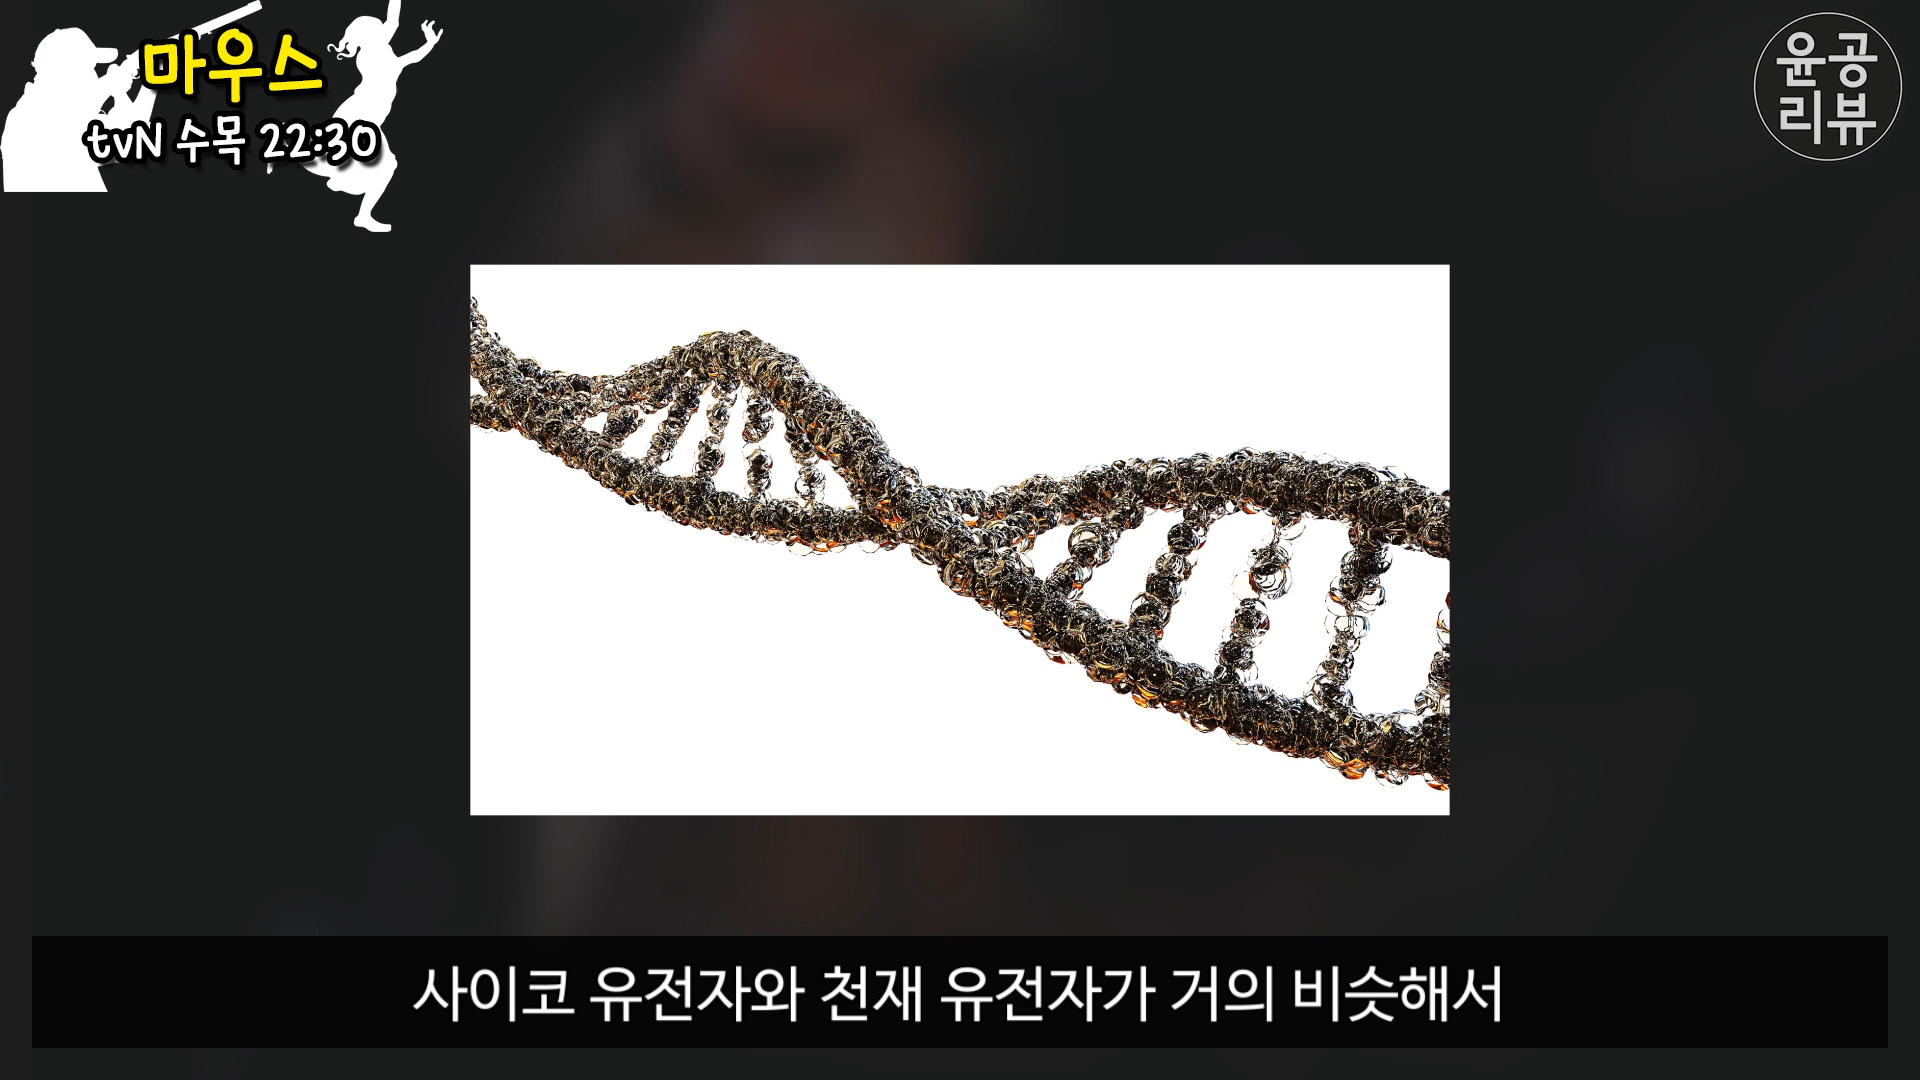 마우스
tvN 수목 22:30
윤공
리뷰
사이코 유전자와 천재 유전자가 거의 비슷해서